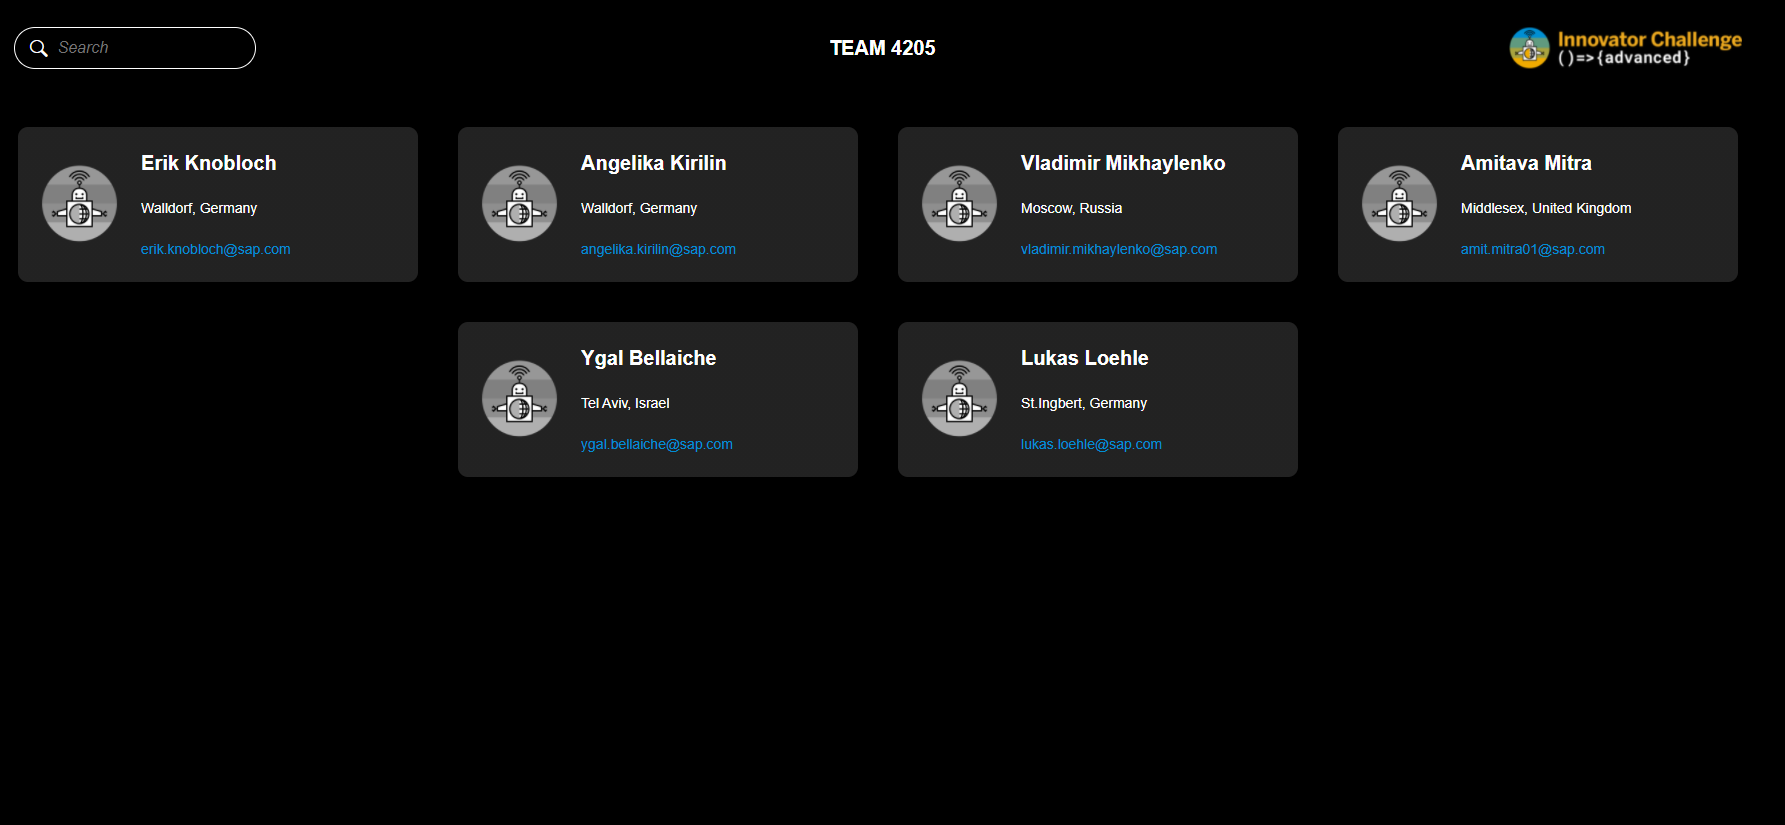 Search
TEAM 4205
Innovator Challenge
()=>{advanced}
Erik Knobloch
Walldorf, Germany
erik.knobloch@sap.com
Angelika Kirilin
Walldorf, Germany
angelika.kirilin@sap.com
Vladimir Mikhaylenko
Moscow, Russia
vladimir.mikhaylenko@sap.com
Amitava Mitra
Middlesex, United Kingdom
amit.mitra01@sap.com
Ygal Bellaiche
Tel Aviv, Israel
ygal.bellaiche@sap.com
Lukas Loehle
St.Ingbert, Germany
lukas.loehle@sap.com